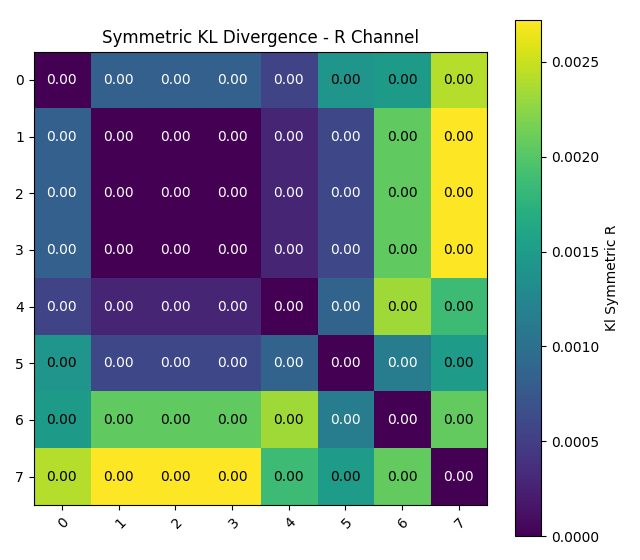 Symmetric KL Divergence - R Channel
0 0.00 0.00 0.00 0.00 0.00 0.00 0.00 0.00
1 0.00 0.00 0.00 0.00 0.00 0.00 0.00 0.00
2 0.00 0.00 0.00 0.00 0.00 0.00 0.00 0.00
3 0.00 0.00 0.00 0.00 0.00 0.00 0.00 0.00
4 0.00 0.00 0.00 0.00 0.00 0.00 0.00 0.00
5 0.00 0.00 0.00 0.00 0.00 0.00 0.00 0.00
6 0.00 0.00 0.00 0.00 0.00 0.00 0.00 0.00
7 0.00 0.00 0.00 0.00 0.00 0.00 0.00 0.00
0 1 2 3 4 5 6 7
0.0025
0.0020
0.0015
0.0010
0.0005
0.0000
Kl Symmetric R